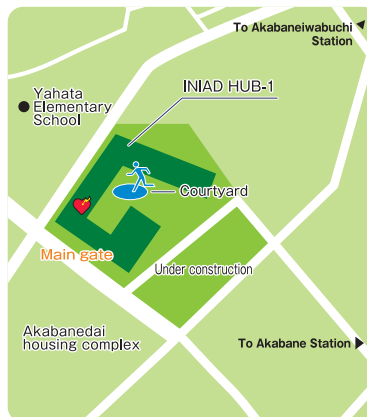 To Akabaneiwabuchi
Station
INIAD HUB-1
Yahata
Elementary
School
Courtyard
Main gate
Under construction
Akabanedai
housing complex
To Akabane Station